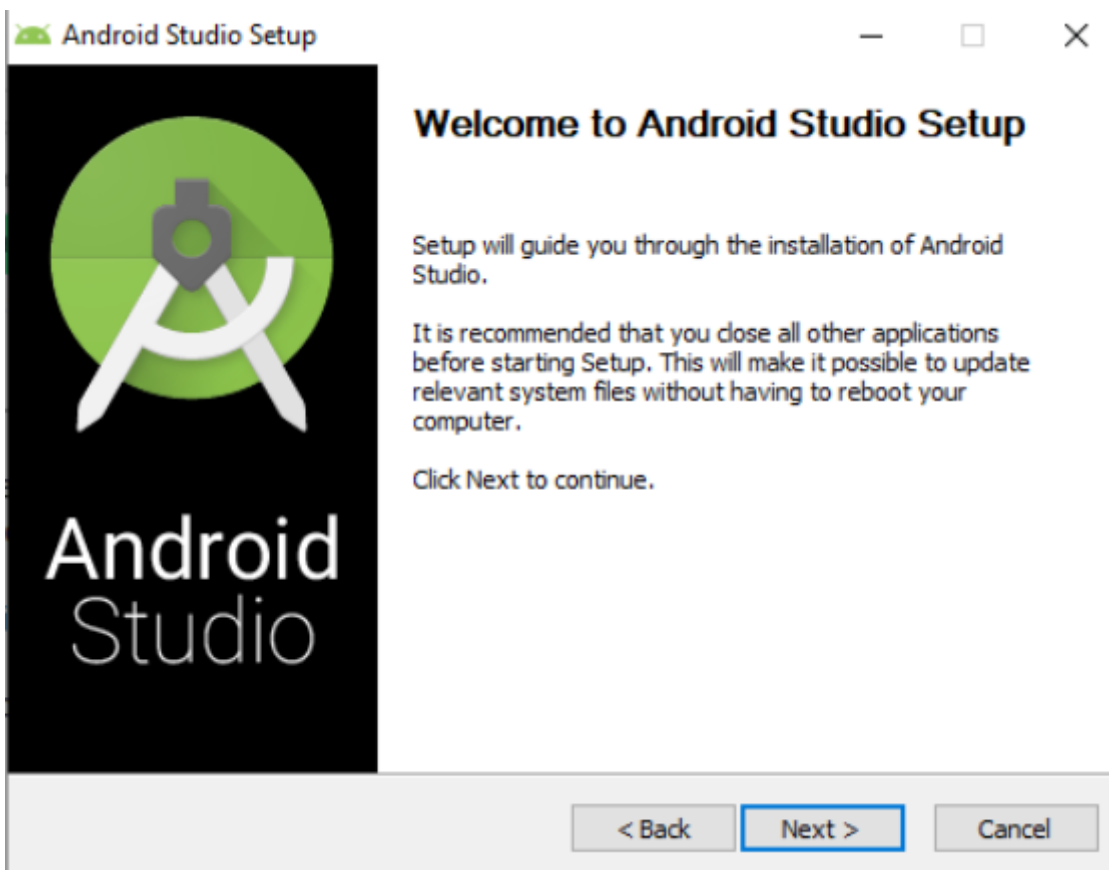 Android Studio Setup
Welcome to Android Studio Setup
Setup will guide you through the installation of Android
Studio.
It is recommended that you close all other applications
before starting Setup. This will make it possible to update
relevant system files without having to reboot your
computer.
Click Next to continue.
Android
Studio
< Back
Next >
Cancel